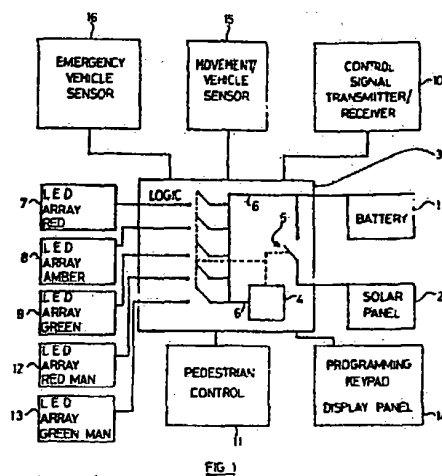 16
EMERGENCY
VEHICLE
SENSOR
15
MOVEMENT/
VEHICLE
SENSOR
CONTROL
SIGNAL
TRANSMITTER/
RECEIVER
10
3
LOGIC
7
LED
ARRAY
RED
8
LED
ARRAY
AMBER
9
LED
ARRAY
GREEN
12
LED
ARRAY
RED MAN
13
LED
ARRAY
GREEN MAN
6
5
6
4
BATTERY
1
SOLAR
PANEL
2
PEDESTRIAN
CONTROL
11
PROGRAMMING
KEYPAD
DISPLAY PANEL
14
FIG 1